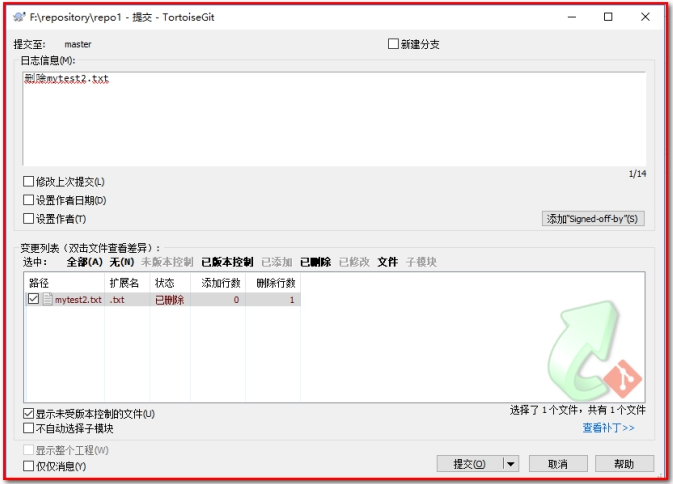 F:\repository\repo1 - 提交 - TortoiseGit
提交至: master 新建分支
日志信息(M):
删除mytest2.txt
1/14
修改上次提交(L)
设置作者日期(D)
设置作者(T) 添加"Signed-off-by"(S)
变更列表（双击文件查看差异）:
选中: 全部(A) 无(N) 未版本控制 已版本控制 已添加 已删除 已修改 文件 子模块
路径 扩展名 状态 添加行数 删除行数
mytest2.txt .txt 已删除 0 1
显示未受版本控制的文件(U) 选择了 1 个文件，共有 1 个文件
不自动选择子模块 查看补丁>>
显示整个工程(W)
仅仅消息(Y) 提交(O) 取消 帮助